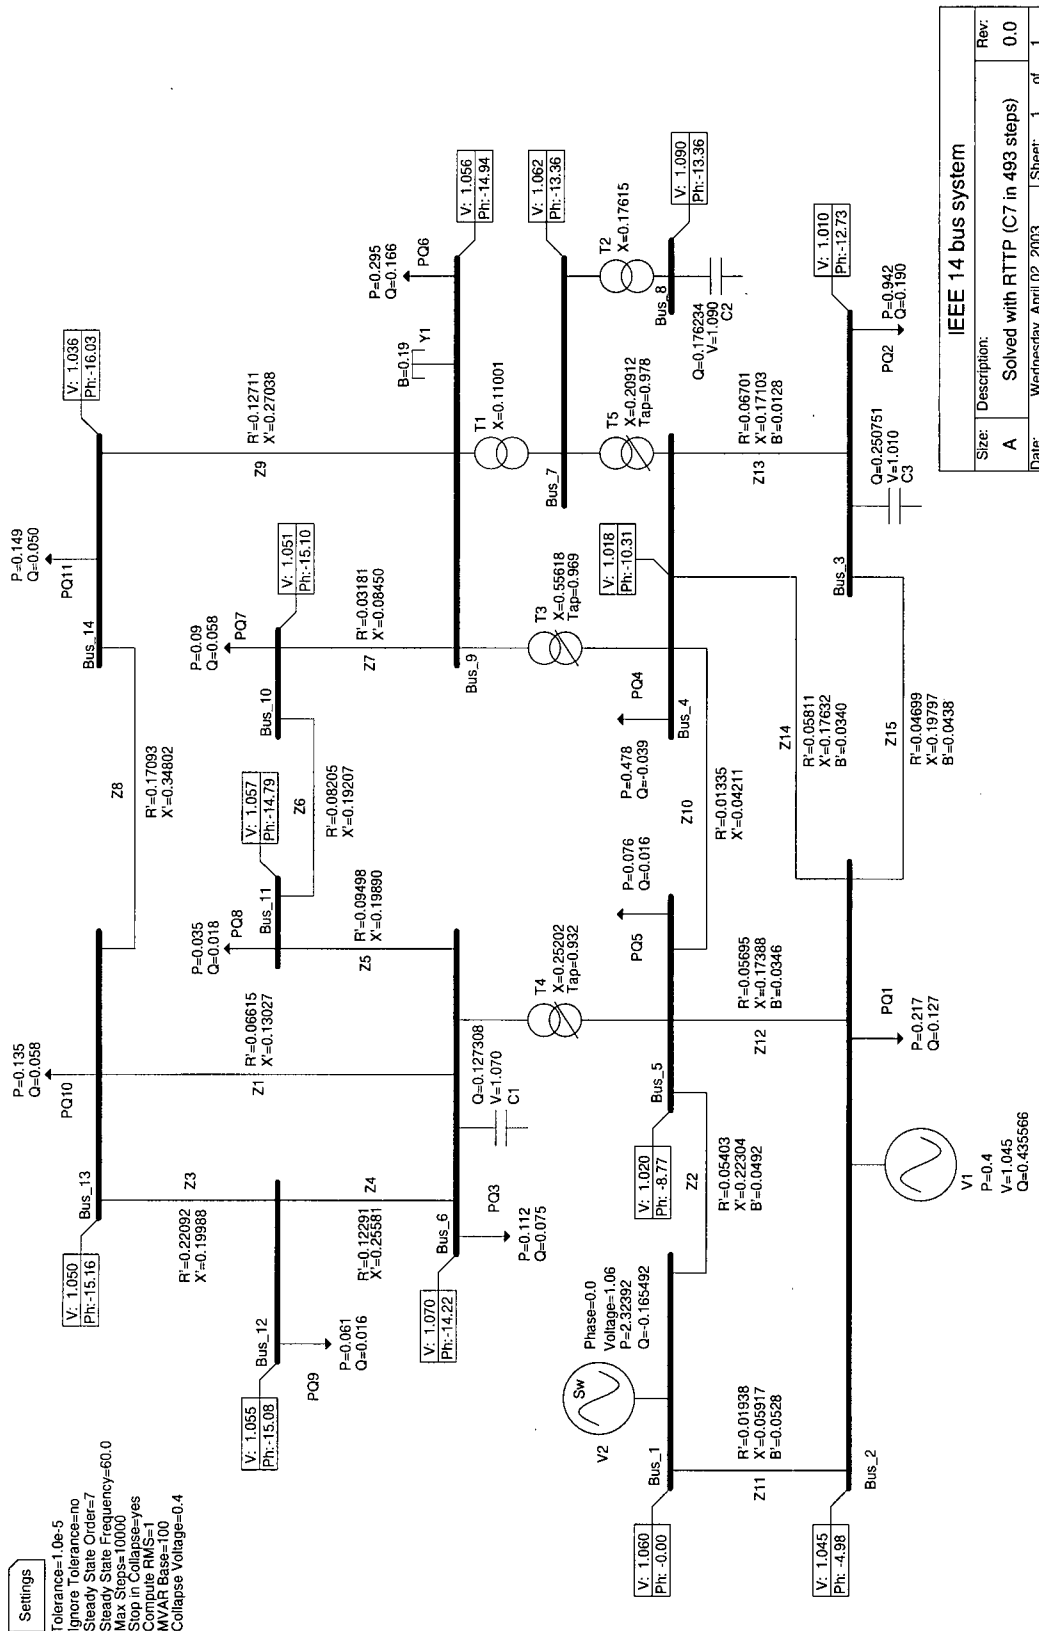 Settings
Tolerance=1.0e-5
Ignore Tolerance=no
Steady State Order=7
Steady State Frequency=60.0
Max Steps=10000
Stop in Collapse=yes
Compute RMS=1
MVAR Base=100
Collapse Voltage=0.4
V: 1.050
Ph:-15.16
Bus_13
P=0.135
Q=0.058
PQ10
Z8
R'=0.17093
X'=0.34802
Bus_14
PQ11
P=0.149
Q=0.050
V: 1.036
Ph:-16.03
Z3
R'=0.22092
X'=0.19988
Z1
R'=0.06615
X'=0.13027
V: 1.055
Ph:-15.08
Bus_12
PQ9
P=0.061
Q=0.016
Z4
R'=0.12291
X'=0.25581
P=0.035
Q=0.018
PQ8
Bus_11
V: 1.057
Ph:-14.79
Z6
R'=0.08205
X'=0.19207
Bus_10
P=0.09
Q=0.058
PQ7
V: 1.051
Ph:-15.10
Z5
R'=0.09498
X'=0.19890
Z7
R'=0.03181
X'=0.08450
Z9
R'=0.12711
X'=0.27038
B=0.19
Y1
P=0.295
Q=0.166
PQ6
V: 1.056
Ph:-14.94
V: 1.070
Ph:-14.22
Bus_6
PQ3
P=0.112
Q=0.075
Q=0.127308
V=1.070
C1
T4
X=0.25202
Tap=0.932
Bus_9
T3
X=0.55618
Tap=0.969
T1
X=0.11001
Bus_7
V: 1.062
Ph:-13.36
T5
X=0.20912
Tap=0.978
T2
X=0.17615
Bus_8
V: 1.090
Ph:-13.36
Q=0.176234
V=1.090
C2
V2
Sw
Phase=0.0
Voltage=1.06
P=2.32392
Q=-0.165492
V: 1.020
Ph: -8.77
Bus_5
PQ5
P=0.076
Q=0.016
P=0.478
Q=-0.039
PQ4
Bus_4
V: 1.018
Ph:-10.31
V: 1.060
Ph: -0.00
Bus_1
Z2
R'=0.05403
X'=0.22304
B'=0.0492
Z10
R'=0.01335
X'=0.04211
Z11
R'=0.01938
X'=0.05917
B'=0.0528
Z12
R'=0.05695
X'=0.17388
B'=0.0346
Z14
R'=0.05811
X'=0.17632
B'=0.0340
Z13
R'=0.06701
X'=0.17103
B'=0.0128
V: 1.010
Ph:-12.73
V: 1.045
Ph: -4.98
Bus_2
V1
P=0.4
V=1.045
Q=0.435566
PQ1
P=0.217
Q=0.127
Z15
R'=0.04699
X'=0.19797
B'=0.0438
Bus_3
Q=0.250751
V=1.010
C3
PQ2
P=0.942
Q=0.190
IEEE 14 bus system
Size:
A
Description:
Solved with RTTP (C7 in 493 steps)
Rev:
0.0
Date: Wednesday, April 02, 2003 Sheet: 1 of 1